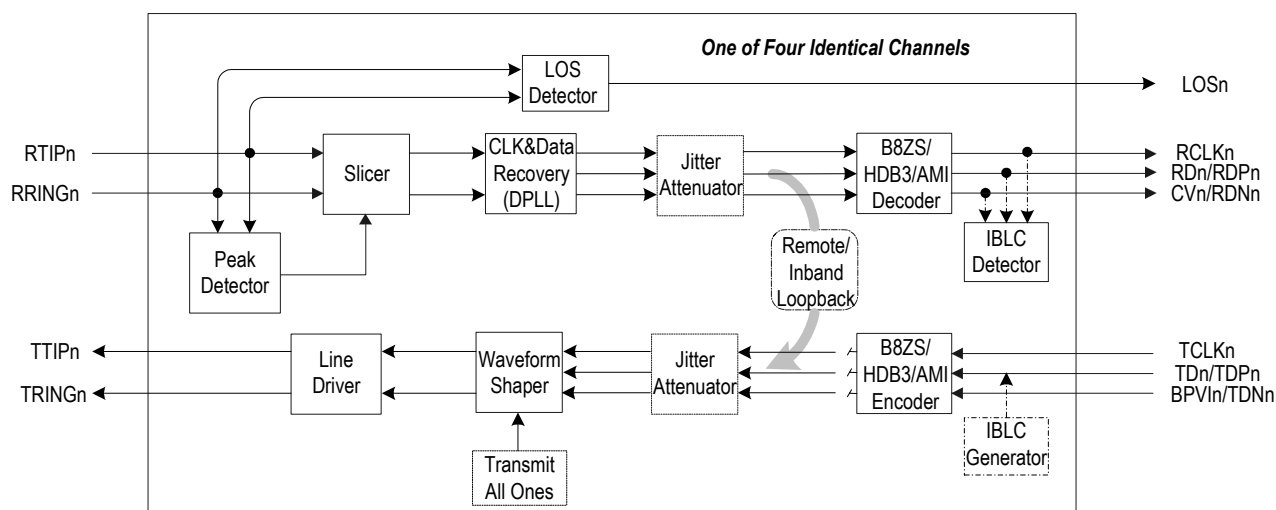 One of Four Identical Channels
LOS
Detector
LOSn
RTIPn
RRINGn
Slicer
CLK&Data
Recovery
(DPLL)
Jitter
Attenuator
B8ZS/
HDB3/AMI
Decoder
RCLKn
RDn/RDPn
CVn/RDNn
Peak
Detector
Remote/
Inband
Loopback
IBLC
Detector
TTIPn
TRINGn
Line
Driver
Waveform
Shaper
Jitter
Attenuator
B8ZS/
HDB3/AMI
Encoder
TCLKn
TDn/TDPn
BPVIn/TDNn
Transmit
All Ones
IBLC
Generator